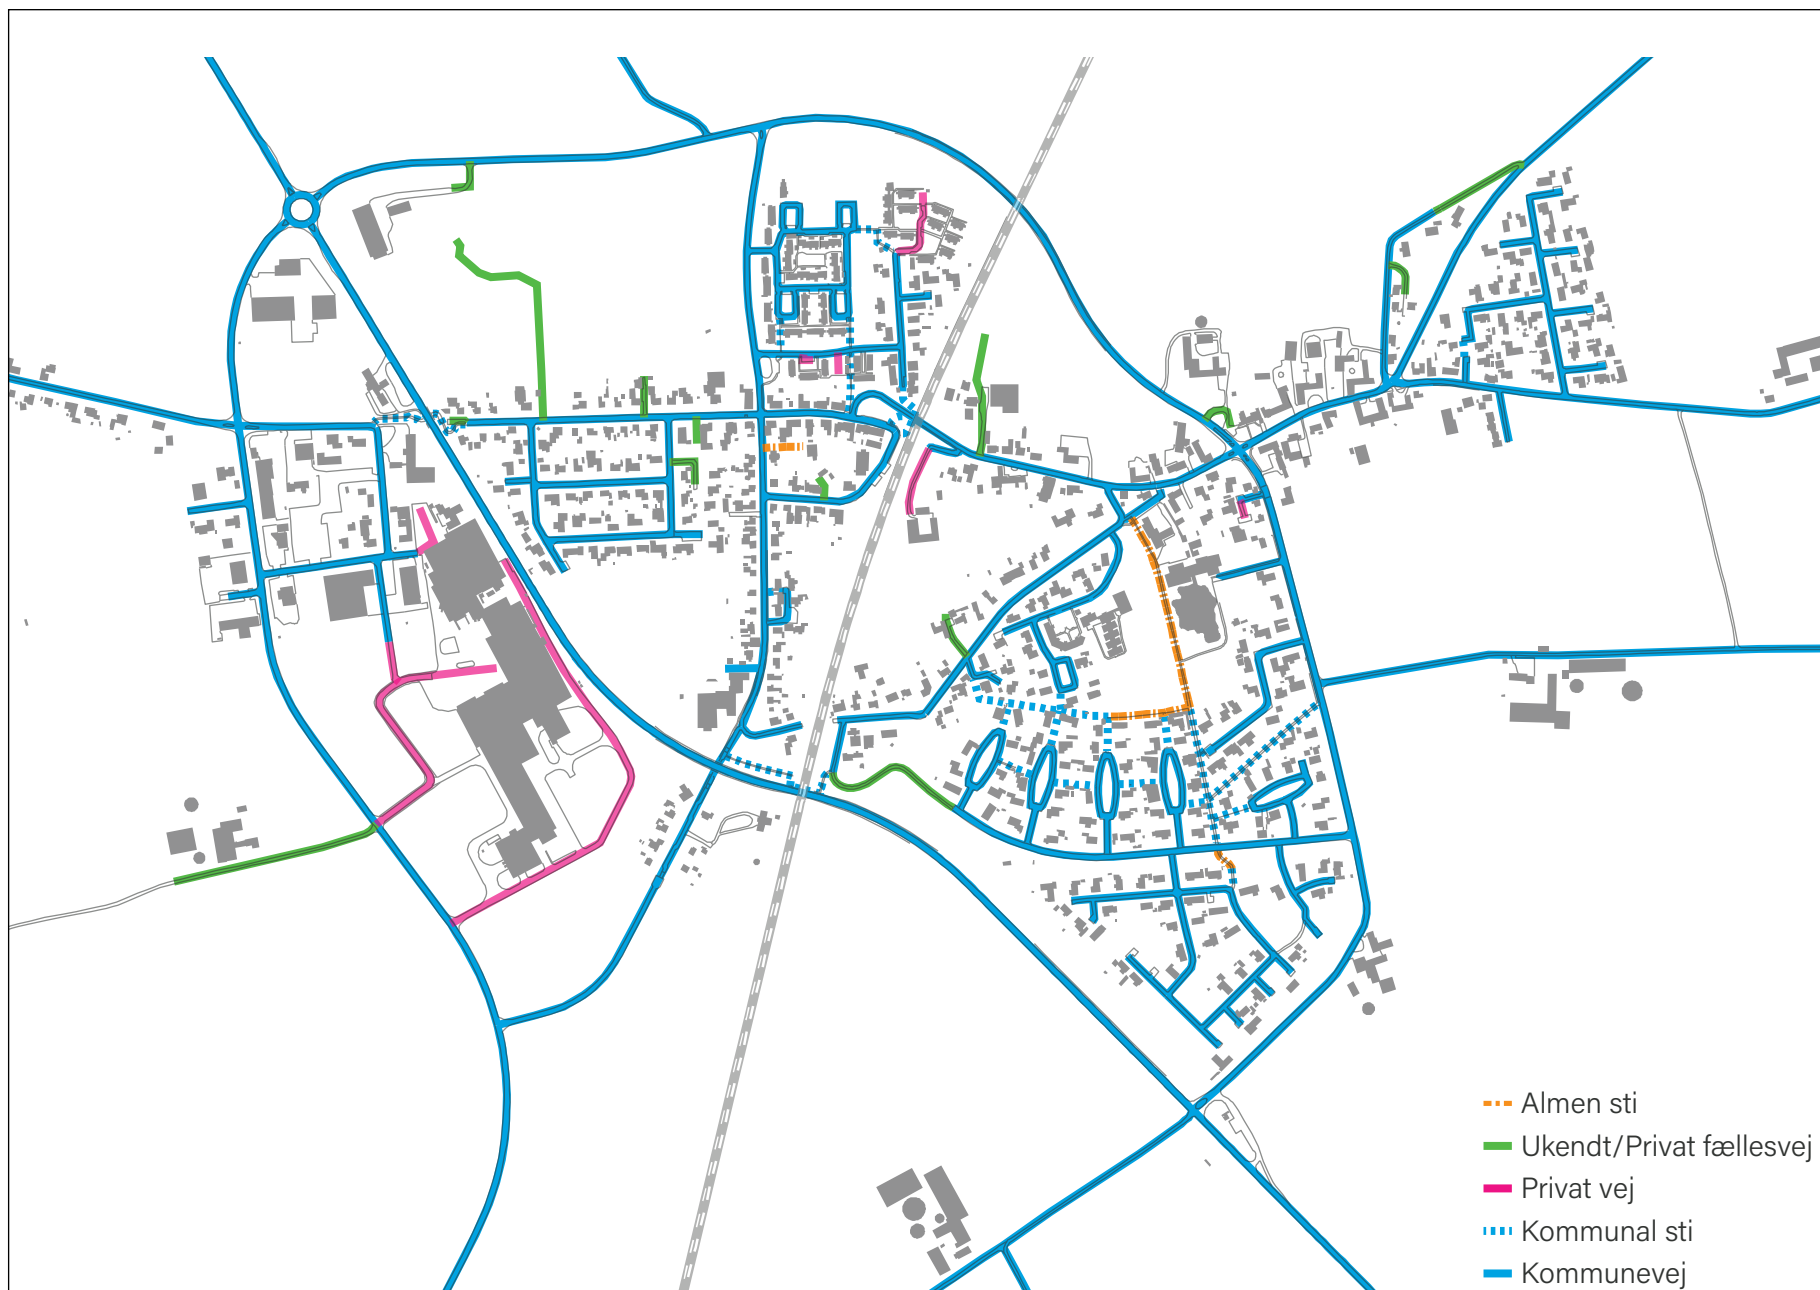 Almen sti
Ukendt/Privat fællesvej
Privat vej
Kommunal sti
Kommunevej